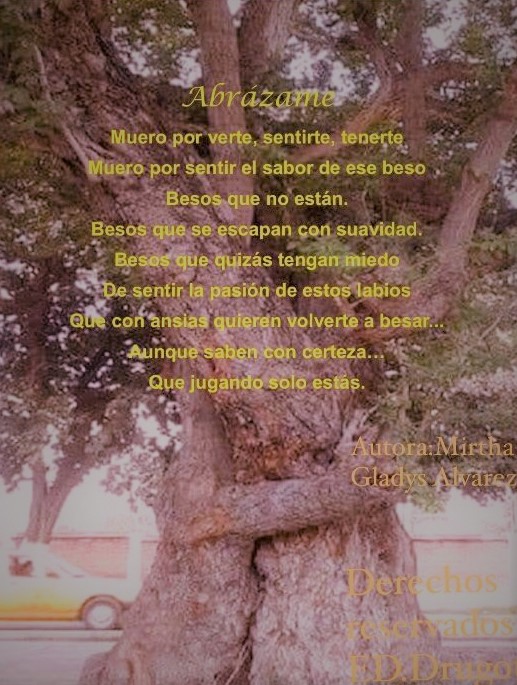 Abrázame
Muero por verte, sentirte, tenerte
Muero por sentir el sabor de ese beso
Besos que no están.
Besos que se escapan con suavidad.
Besos que quizás tengan miedo
De sentir la pasión de estos labios
Que con ansias quieren volverte a besar...
Aunque saben con certeza...
Que jugando solo estás.
Autora:Mirtha
Gladys Alvarez
Derechos
reservados
ED.Drugo